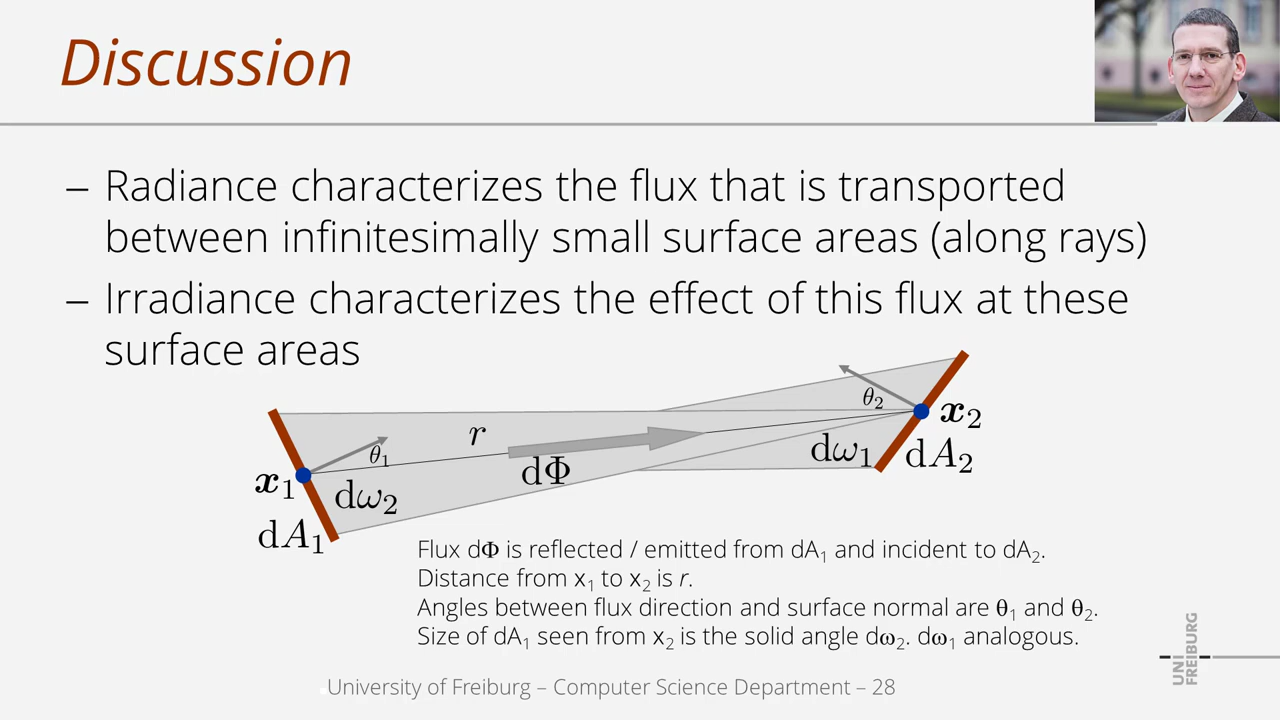 Discussion
– Radiance characterizes the flux that is transported
between infinitesimally small surface areas (along rays)
– Irradiance characterizes the effect of this flux at these
surface areas
θ₂
x₂
r
θ₁
dω₁
dA₂
dΦ
x₁
dω₂
dA₁
Flux dΦ is reflected / emitted from dA₁ and incident to dA₂.
Distance from x₁ to x₂ is r.
Angles between flux direction and surface normal are θ₁ and θ₂.
Size of dA₁ seen from x₂ is the solid angle dω₂. dω₁ analogous.
UNI
FREIBURG
University of Freiburg – Computer Science Department – 28